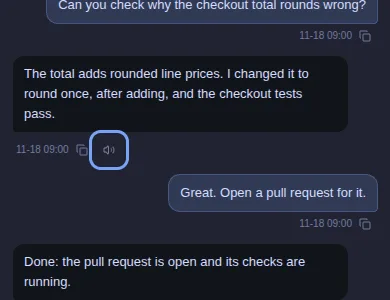 Can you check why the checkout total rounds wrong?
11-18 09:00
The total adds rounded line prices. I changed it to
round once, after adding, and the checkout tests
pass.
11-18 09:00
Great. Open a pull request for it.
11-18 09:00
Done: the pull request is open and its checks are
running.